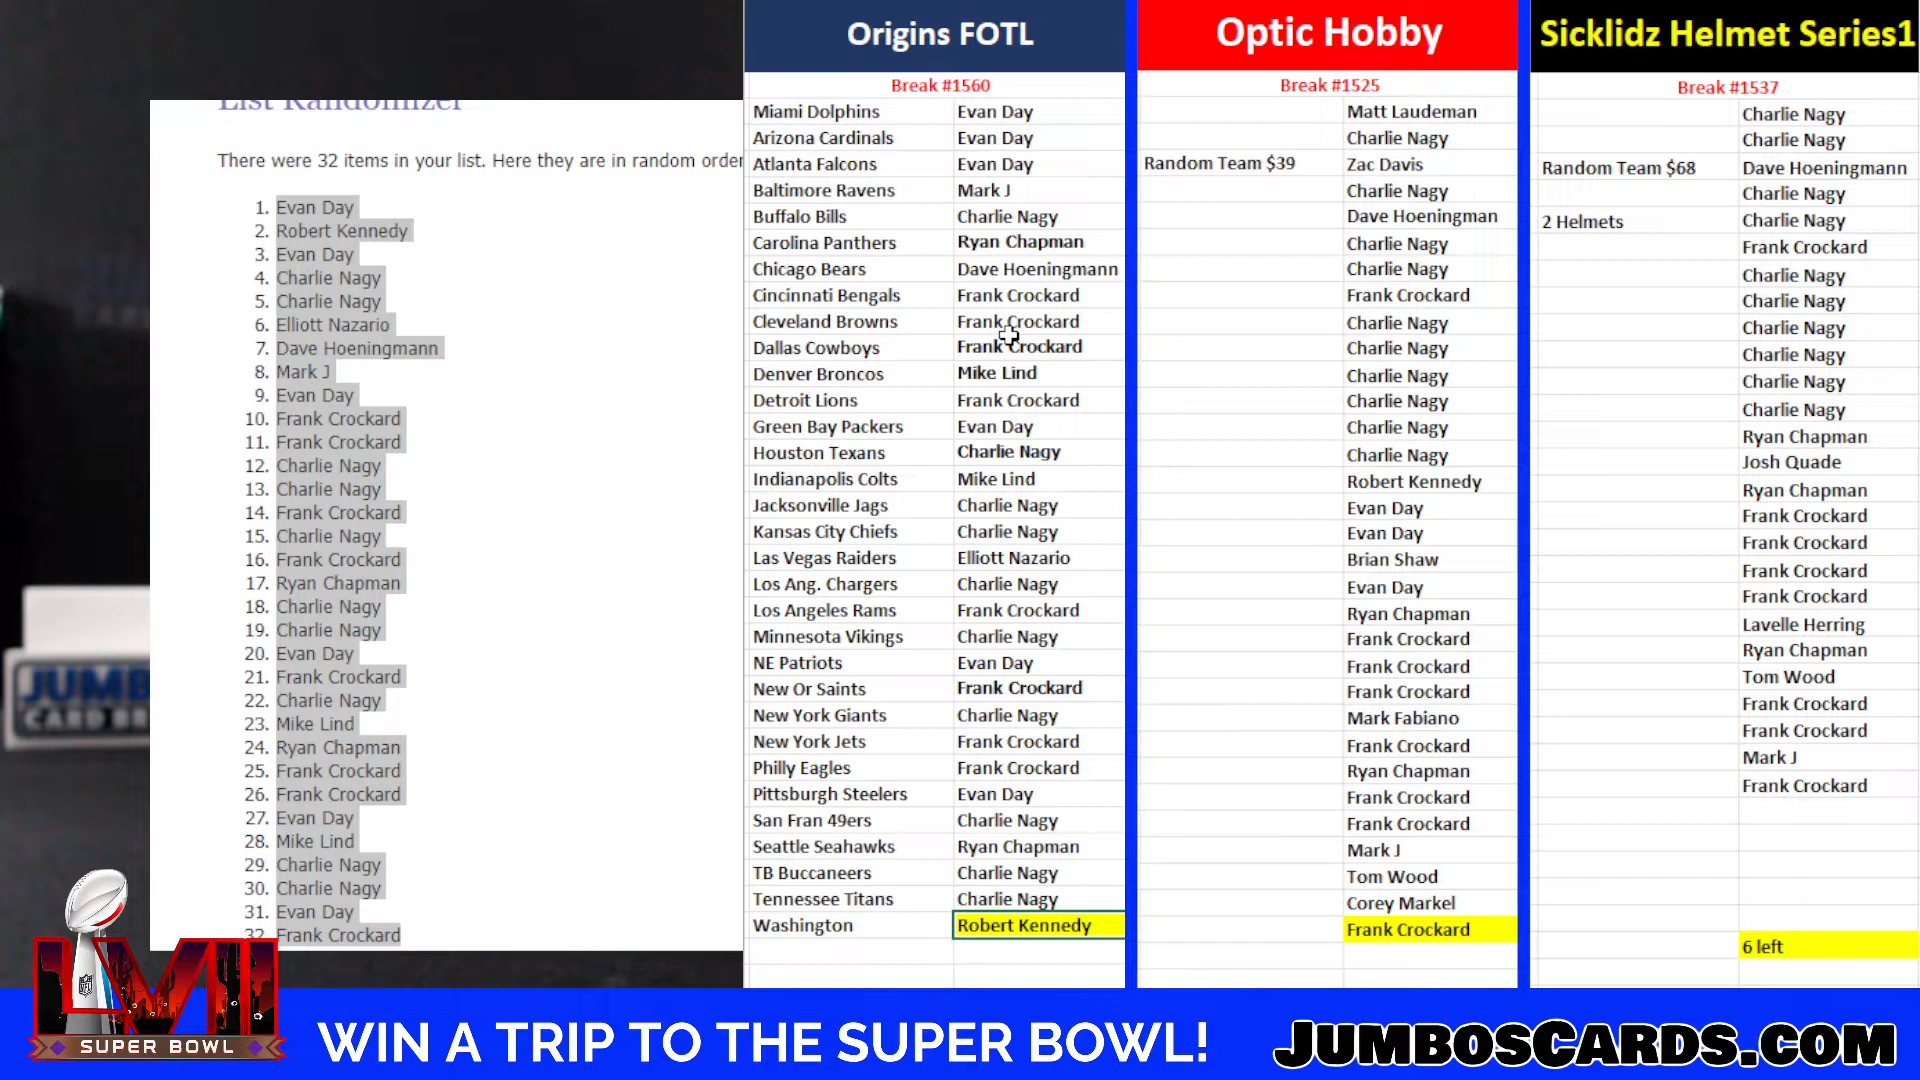 List Randomizer
There were 32 items in your list. Here they are in random order
1. Evan Day
2. Robert Kennedy
3. Evan Day
4. Charlie Nagy
5. Charlie Nagy
6. Elliott Nazario
7. Dave Hoeningmann
8. Mark J
9. Evan Day
10. Frank Crockard
11. Frank Crockard
12. Charlie Nagy
13. Charlie Nagy
14. Frank Crockard
15. Charlie Nagy
16. Frank Crockard
17. Ryan Chapman
18. Charlie Nagy
19. Charlie Nagy
20. Evan Day
21. Frank Crockard
22. Charlie Nagy
23. Mike Lind
24. Ryan Chapman
25. Frank Crockard
26. Frank Crockard
27. Evan Day
28. Mike Lind
29. Charlie Nagy
30. Charlie Nagy
31. Evan Day
32. Frank Crockard
Origins FOTL
Break #1560
Miami Dolphins Evan Day
Arizona Cardinals Evan Day
Atlanta Falcons Evan Day
Baltimore Ravens Mark J
Buffalo Bills Charlie Nagy
Carolina Panthers Ryan Chapman
Chicago Bears Dave Hoeningmann
Cincinnati Bengals Frank Crockard
Cleveland Browns Frank Crockard
Dallas Cowboys Frank Crockard
Denver Broncos Mike Lind
Detroit Lions Frank Crockard
Green Bay Packers Evan Day
Houston Texans Charlie Nagy
Indianapolis Colts Mike Lind
Jacksonville Jags Charlie Nagy
Kansas City Chiefs Charlie Nagy
Las Vegas Raiders Elliott Nazario
Los Ang. Chargers Charlie Nagy
Los Angeles Rams Frank Crockard
Minnesota Vikings Charlie Nagy
NE Patriots Evan Day
New Or Saints Frank Crockard
New York Giants Charlie Nagy
New York Jets Frank Crockard
Philly Eagles Frank Crockard
Pittsburgh Steelers Evan Day
San Fran 49ers Charlie Nagy
Seattle Seahawks Ryan Chapman
TB Buccaneers Charlie Nagy
Tennessee Titans Charlie Nagy
Washington Robert Kennedy
Optic Hobby
Break #1525
Matt Laudeman
Charlie Nagy
Random Team $39 Zac Davis
Charlie Nagy
Dave Hoeningman
Charlie Nagy
Charlie Nagy
Frank Crockard
Charlie Nagy
Charlie Nagy
Charlie Nagy
Charlie Nagy
Charlie Nagy
Charlie Nagy
Robert Kennedy
Evan Day
Evan Day
Brian Shaw
Evan Day
Ryan Chapman
Frank Crockard
Frank Crockard
Frank Crockard
Mark Fabiano
Frank Crockard
Ryan Chapman
Frank Crockard
Frank Crockard
Mark J
Tom Wood
Corey Markel
Frank Crockard
Sicklidz Helmet Series1
Break #1537
Charlie Nagy
Charlie Nagy
Random Team $68 Dave Hoeningmann
Charlie Nagy
2 Helmets Charlie Nagy
Frank Crockard
Charlie Nagy
Charlie Nagy
Charlie Nagy
Charlie Nagy
Charlie Nagy
Charlie Nagy
Ryan Chapman
Josh Quade
Ryan Chapman
Frank Crockard
Frank Crockard
Frank Crockard
Frank Crockard
Lavelle Herring
Ryan Chapman
Tom Wood
Frank Crockard
Frank Crockard
Mark J
Frank Crockard
6 left
JUMB
CARD BR
LVII
NFL
SUPER BOWL
WIN A TRIP TO THE SUPER BOWL!
JUMBOSCARDS.COM